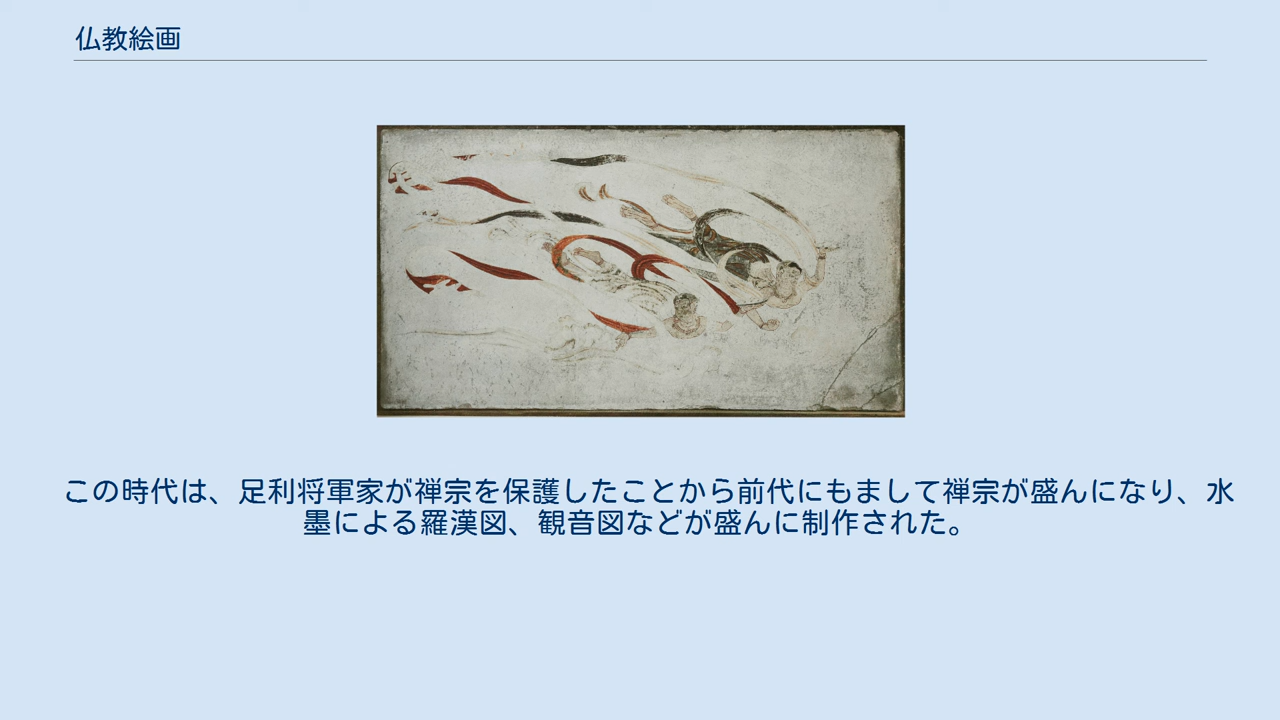 仏教絵画
この時代は、足利将軍家が禅宗を保護したことから前代にもまして禅宗が盛んになり、水
墨による羅漢図、観音図などが盛んに制作された。